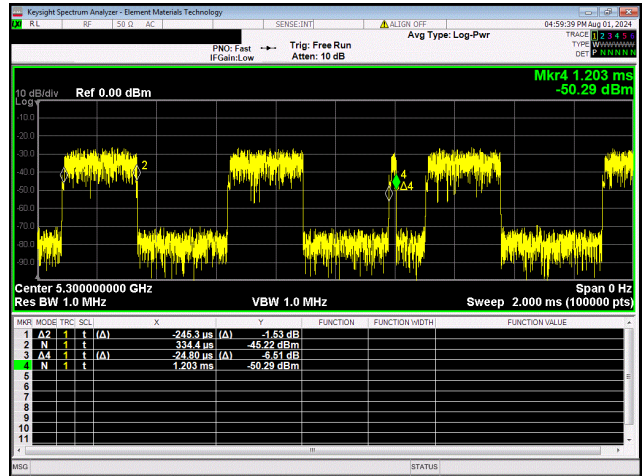 Keysight Spectrum Analyzer - Element Materials Technology
LXI RL RF 50 Ω AC SENSE:INT ALIGN OFF 04:59:39 PM Aug 01, 2024
Avg Type: Log-Pwr TRACE 1 2 3 4 5 6
TYPE WWWWWW
PNO: Fast Trig: Free Run DET P N N N N N
IFGain:Low Atten: 10 dB
Mkr4 1.203 ms
10 dB/div Ref 0.00 dBm -50.29 dBm
Log
-10.0
-20.0
-30.0
2
-40.0
4
Δ4
-50.0
-60.0
-70.0
-80.0
-90.0
Center 5.300000000 GHz Span 0 Hz
Res BW 1.0 MHz VBW 1.0 MHz Sweep 2.000 ms (100000 pts)
MKR MODE TRC SCL X Y FUNCTION FUNCTION WIDTH FUNCTION VALUE
1 Δ2 1 t (Δ) -245.3 µs (Δ) -1.53 dB
2 N 1 t 334.4 µs -45.22 dBm
3 Δ4 1 t (Δ) -24.80 µs (Δ) -6.51 dB
4 N 1 t 1.203 ms -50.29 dBm
5
6
7
8
9
10
11
MSG STATUS